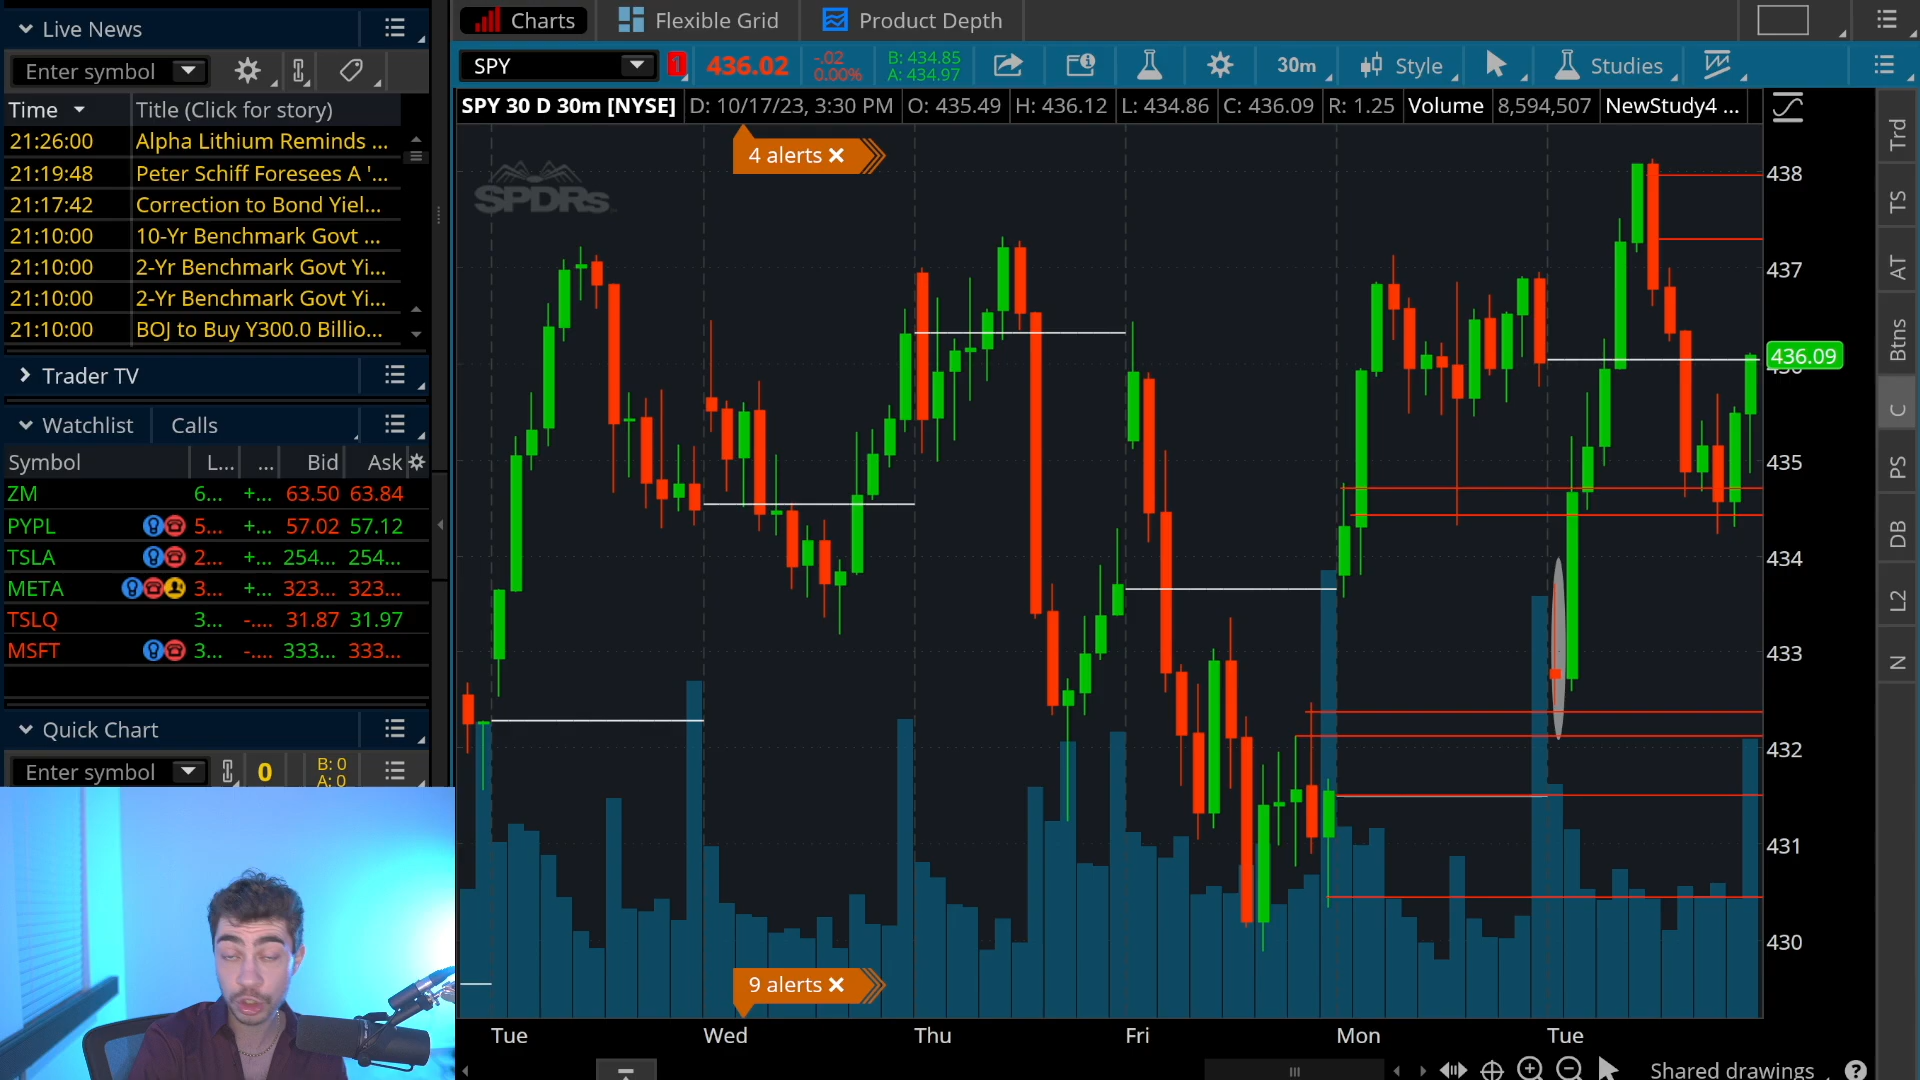 Live News
Enter symbol
Time
Title (Click for story)
21:26:00 Alpha Lithium Reminds ...
21:19:48 Peter Schiff Foresees A '...
21:17:42 Correction to Bond Yiel...
21:10:00 10-Yr Benchmark Govt ...
21:10:00 2-Yr Benchmark Govt Yi...
21:10:00 2-Yr Benchmark Govt Yi...
21:10:00 BOJ to Buy Y300.0 Billio...
Trader TV
Watchlist Calls
Symbol L... ... Bid Ask
ZM 6... +... 63.50 63.84
PYPL 5... +... 57.02 57.12
TSLA 2... +... 254... 254...
META 3... +... 323... 323...
TSLQ 3... -.... 31.87 31.97
MSFT 3... -.... 333... 333...
Quick Chart
Enter symbol 0 B: 0
A: 0
Charts Flexible Grid Product Depth
SPY 1 436.02 -.02 0.00% B: 434.85 A: 434.97 30m Style Studies
SPY 30 D 30m [NYSE] D: 10/17/23, 3:30 PM O: 435.49 H: 436.12 L: 434.86 C: 436.09 R: 1.25 Volume 8,594,507 NewStudy4 ...
4 alerts
SPDRs
438
437
436.09
436
435
434
433
432
431
430
9 alerts
Tue Wed Thu Fri Mon Tue
Shared drawings
Trd
TS
AT
Btns
C
PS
DB
L2
N